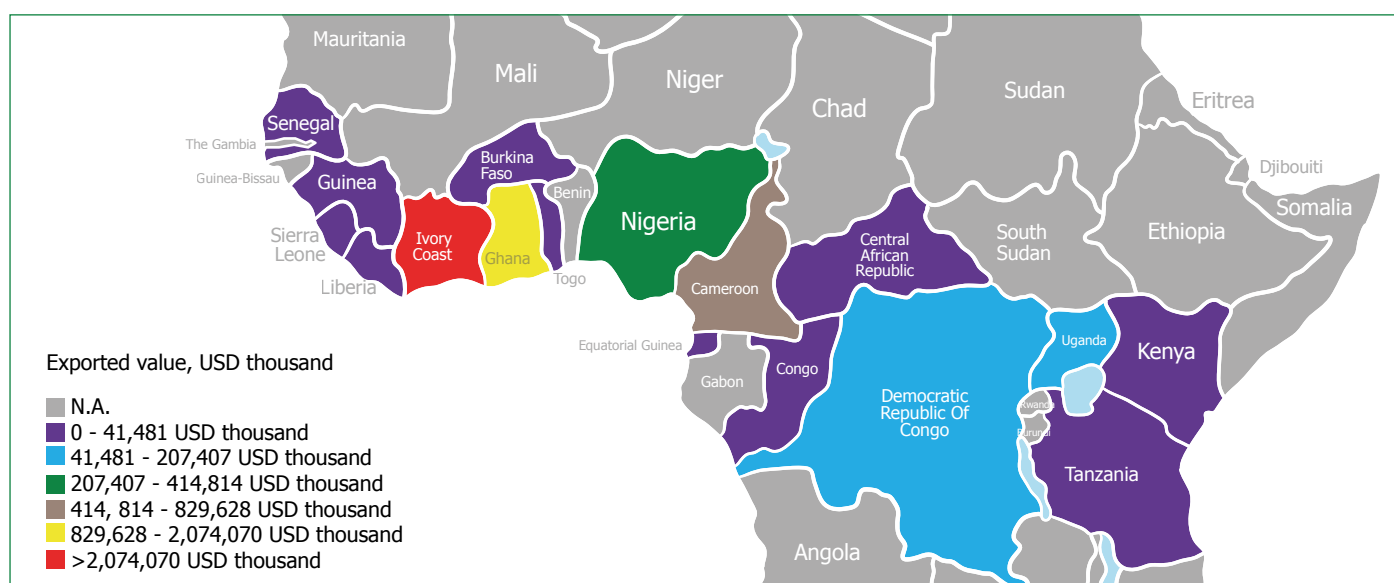 Mauritania
Mali
Niger
Chad
Sudan
Eritrea
Senegal
The Gambia
Guinea-Bissau
Guinea
Burkina
Faso
Benin
Djibouiti
Somalia
Sierra
Leone
Liberia
Ivory
Coast
Ghana
Togo
Nigeria
Cameroon
Central
African
Republic
South
Sudan
Ethiopia
Equatorial Guinea
Gabon
Congo
Democratic
Republic Of
Congo
Uganda
Kenya
Rwanda
Burundi
Tanzania
Angola
Exported value, USD thousand
N.A.
0 - 41,481 USD thousand
41,481 - 207,407 USD thousand
207,407 - 414,814 USD thousand
414, 814 - 829,628 USD thousand
829,628 - 2,074,070 USD thousand
>2,074,070 USD thousand